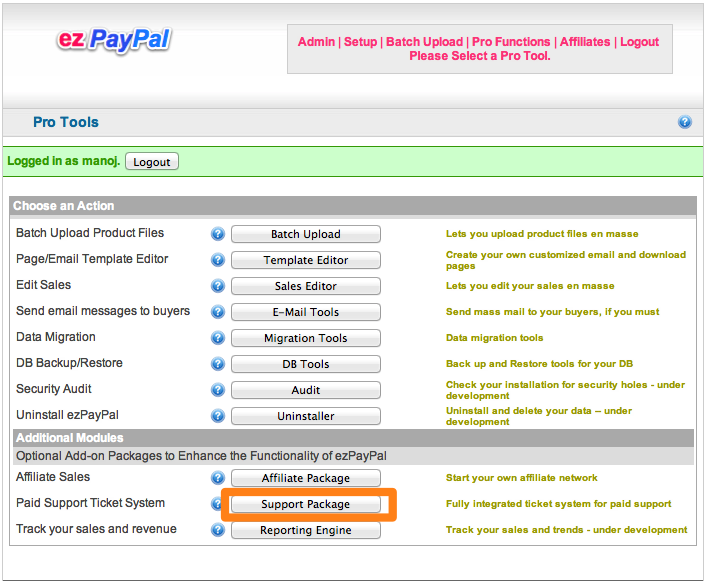 ez PayPal
Admin | Setup | Batch Upload | Pro Functions | Affiliates | Logout
Please Select a Pro Tool.
Pro Tools
?
Logged in as manoj. Logout
Choose an Action
Batch Upload Product Files ? Batch Upload Lets you upload product files en masse
Page/Email Template Editor ? Template Editor Create your own customized email and download
pages
Edit Sales ? Sales Editor Lets you edit your sales en masse
Send email messages to buyers ? E-Mail Tools Send mass mail to your buyers, if you must
Data Migration ? Migration Tools Data migration tools
DB Backup/Restore ? DB Tools Back up and Restore tools for your DB
Security Audit ? Audit Check your installation for security holes - under
development
Uninstall ezPayPal ? Uninstaller Uninstall and delete your data -- under
development
Additional Modules
Optional Add-on Packages to Enhance the Functionality of ezPayPal
Affiliate Sales ? Affiliate Package Start your own affiliate network
Paid Support Ticket System ? Support Package Fully integrated ticket system for paid support
Track your sales and revenue ? Reporting Engine Track your sales and trends - under development